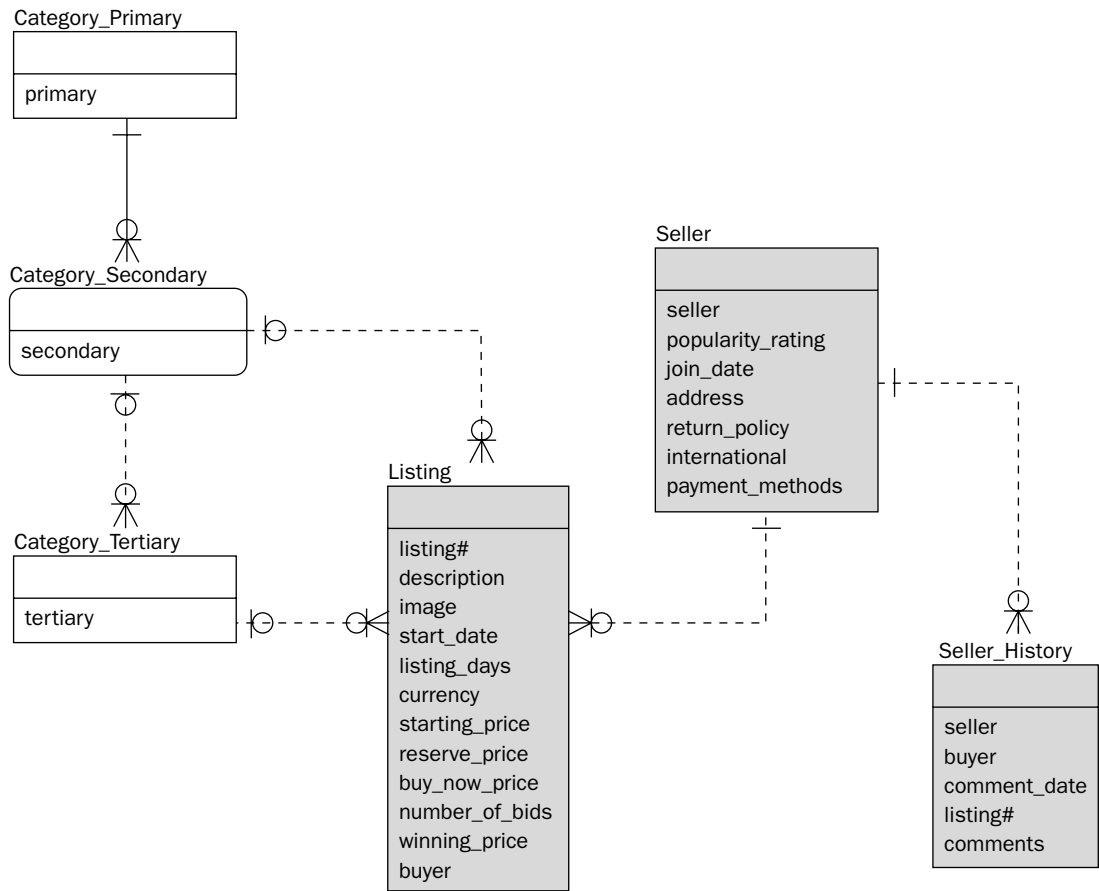 Category_Primary
primary
Category_Secondary
secondary
Category_Tertiary
tertiary
Listing
listing#
description
image
start_date
listing_days
currency
starting_price
reserve_price
buy_now_price
number_of_bids
winning_price
buyer
Seller
seller
popularity_rating
join_date
address
return_policy
international
payment_methods
Seller_History
seller
buyer
comment_date
listing#
comments